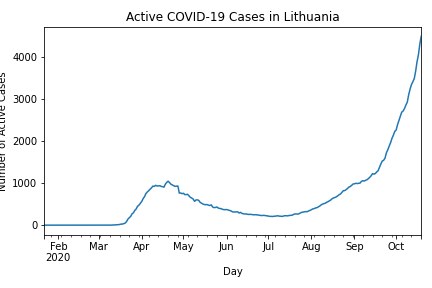 Active COVID-19 Cases in Lithuania
Number of Active Cases
4000
3000
2000
1000
0
Feb Mar Apr May Jun Jul Aug Sep Oct
2020
Day